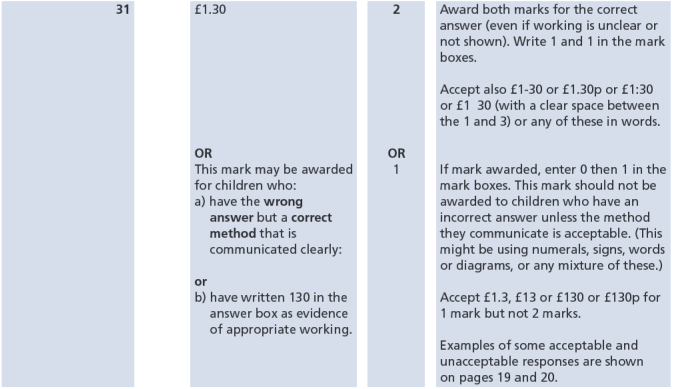 31
£1.30
2
Award both marks for the correct
answer (even if working is unclear or
not shown). Write 1 and 1 in the mark
boxes.
Accept also £1-30 or £1.30p or £1:30
or £1  30 (with a clear space between
the 1 and 3) or any of these in words.
OR
This mark may be awarded
for children who:
a) have the wrong
answer but a correct
method that is
communicated clearly:
or
b) have written 130 in the
answer box as evidence
of appropriate working.
OR
1
If mark awarded, enter 0 then 1 in the
mark boxes. This mark should not be
awarded to children who have an
incorrect answer unless the method
they communicate is acceptable. (This
might be using numerals, signs, words
or diagrams, or any mixture of these.)
Accept £1.3, £13 or £130 or £130p for
1 mark but not 2 marks.
Examples of some acceptable and
unacceptable responses are shown
on pages 19 and 20.